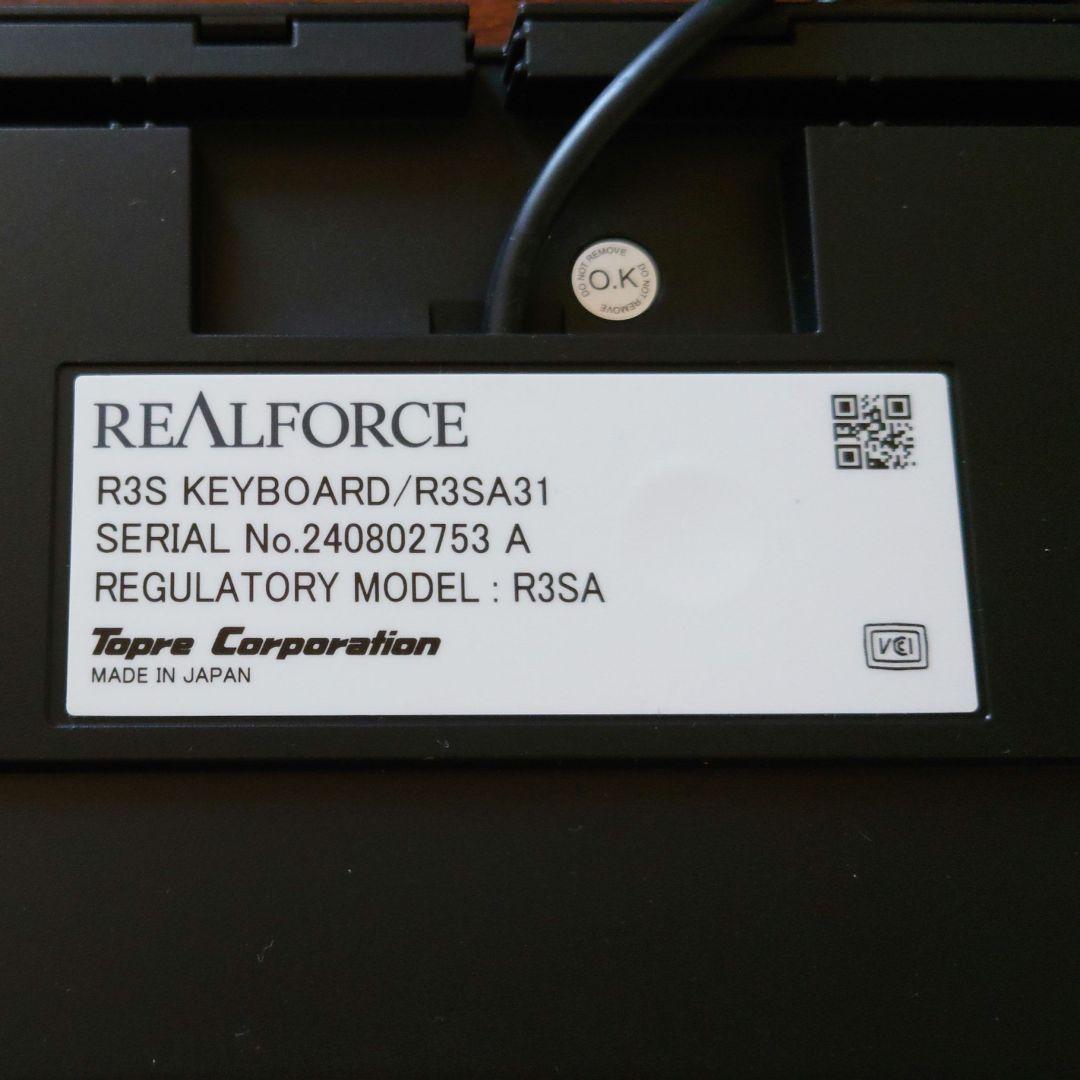 DO NOT REMOVE DO NOT REMOVE
O.K
REALFORCE
R3S KEYBOARD/R3SA31
SERIAL No.240802753 A
REGULATORY MODEL : R3SA
Topre Corporation
MADE IN JAPAN
VCI